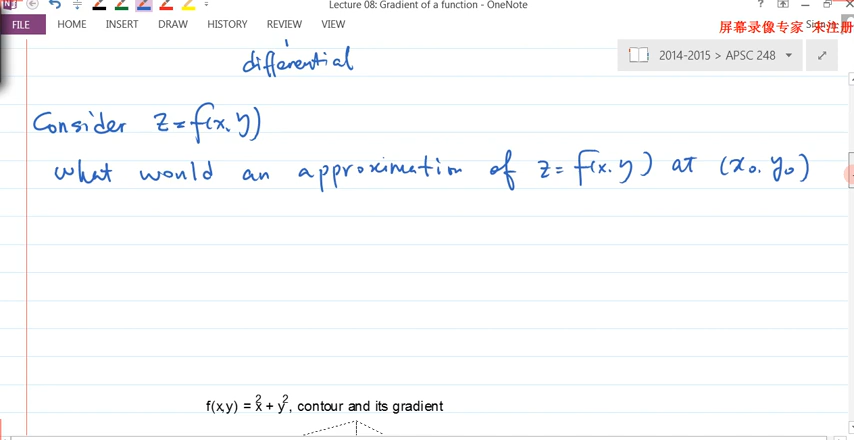 Lecture 08: Gradient of a function - OneNote
FILE HOME INSERT DRAW HISTORY REVIEW VIEW
屏幕录像专家 未注册
2014-2015 > APSC 248
differential
Consider z = f(x, y)
what would an approximation of z = f(x, y) at (x₀, y₀)
f(x,y) = x² + y², contour and its gradient